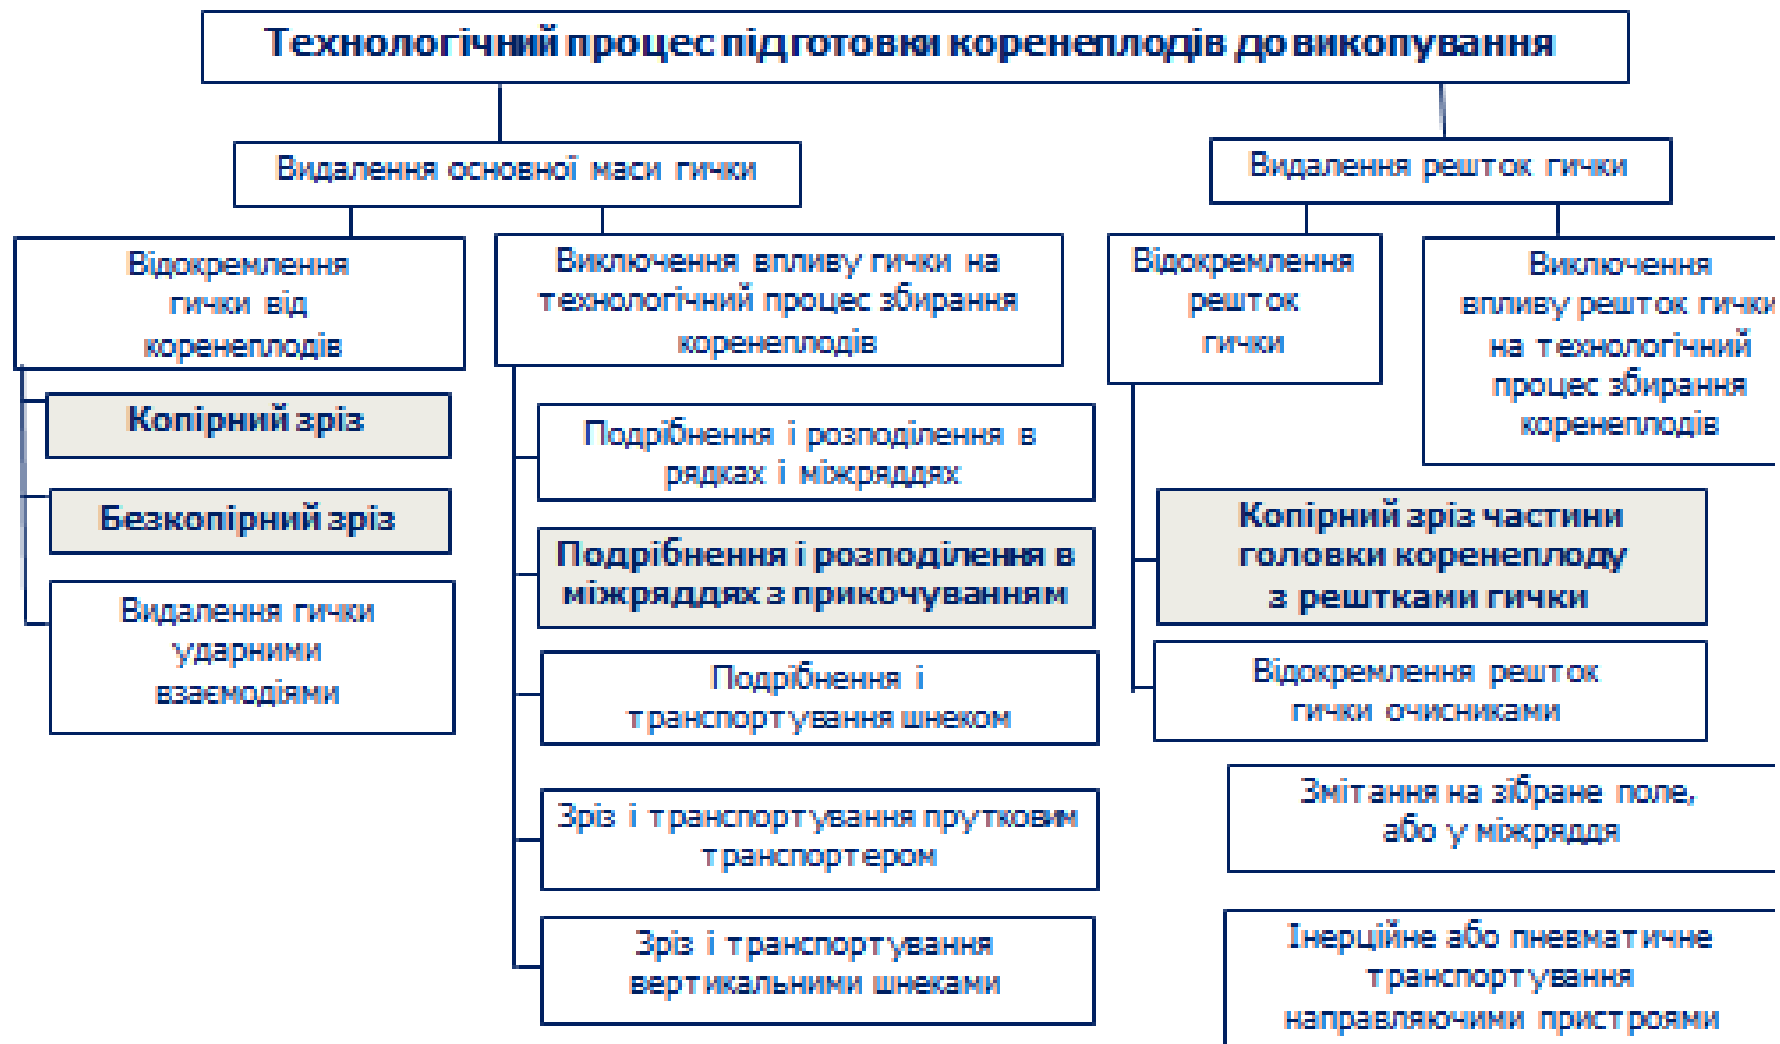 Технологічний процес підготовки коренеплодів до викопування
Видалення основної маси гички
Видалення решток гички
Відокремлення
гички від
коренеплодів
Виключення впливу гички на
технологічний процес збирання
коренеплодів
Відокремлення
решток
гички
Виключення
впливу решток гички
на технологічний
процес збирання
коренеплодів
Копірний зріз
Безкопірний зріз
Видалення гички
ударними
взаємодіями
Подрібнення і розподілення в
рядках і міжряддях
Подрібнення і розподілення в
міжряддях з прикочуванням
Подрібнення і
транспортування шнеком
Зріз і транспортування прутковим
транспортером
Зріз і транспортування
вертикальними шнеками
Копірний зріз частини
головки коренеплоду
з рештками гички
Відокремлення решток
гички очисниками
Змітання на зібране поле,
або у міжряддя
Інерційне або пневматичне
транспортування
направляючими пристроями